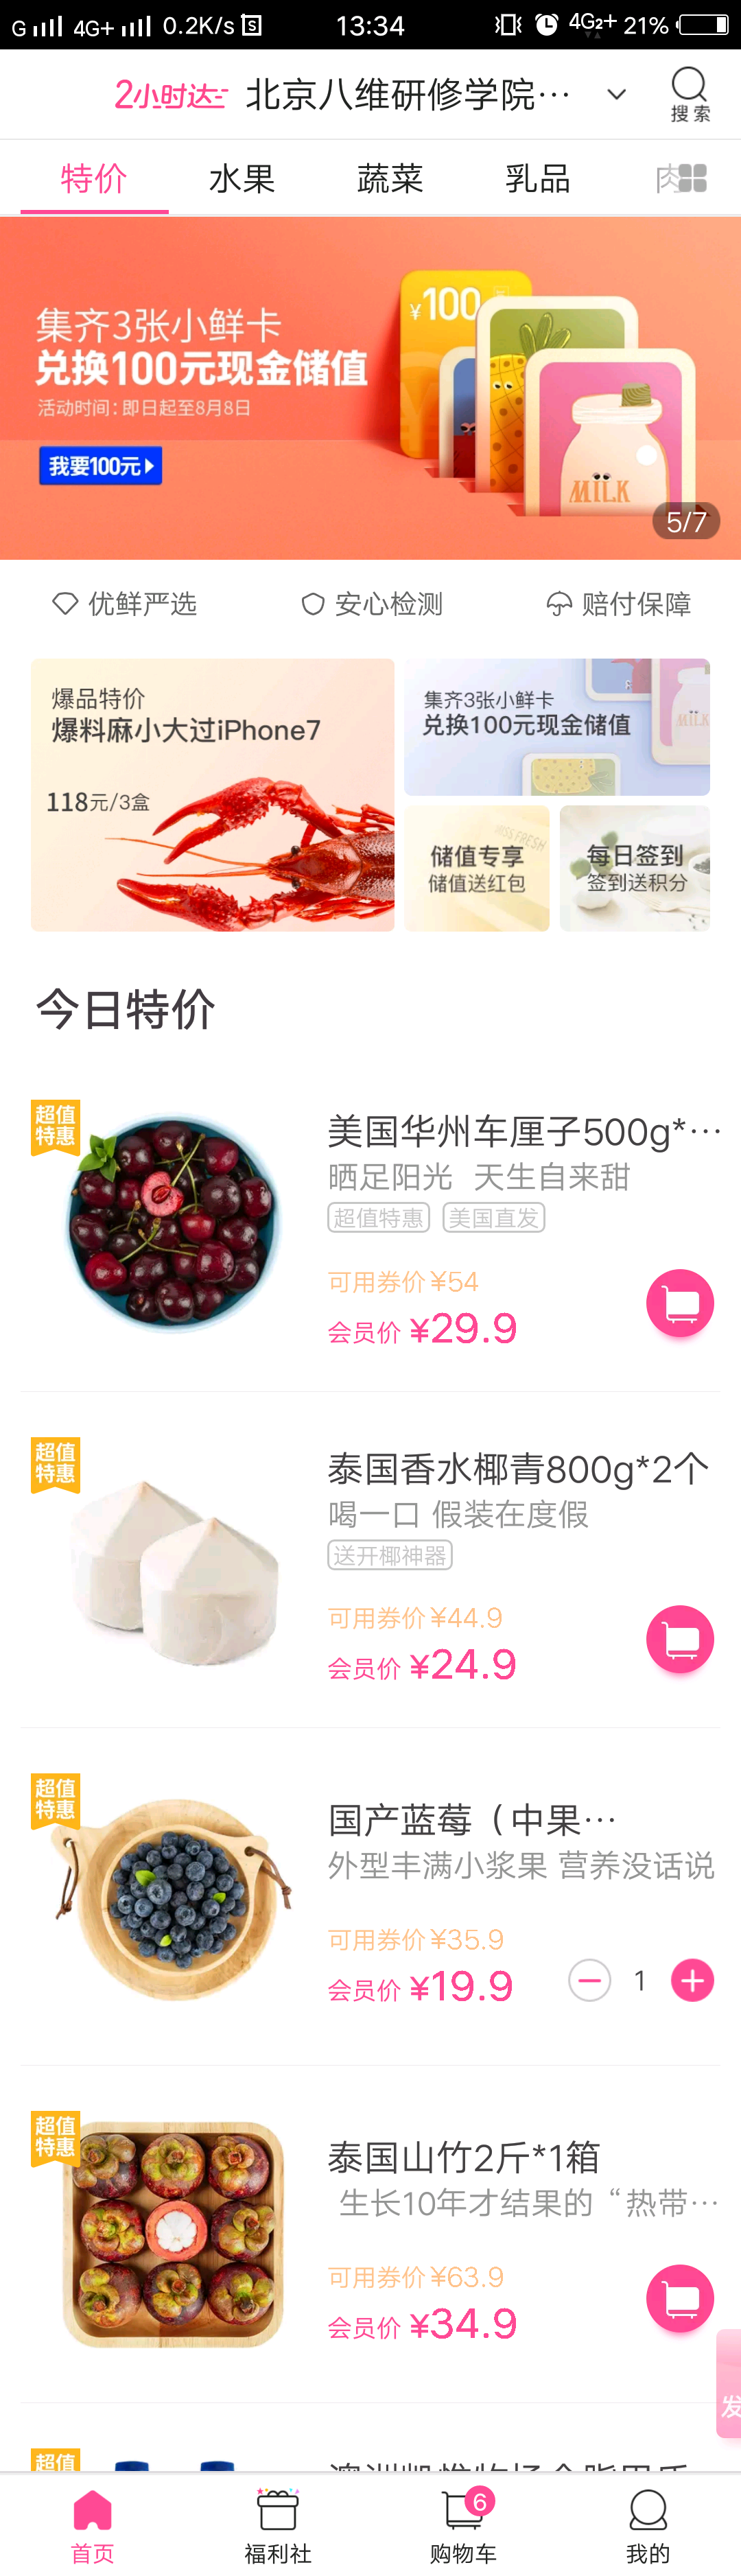 G 4G+ 0.2K/s 13:34 4G2+ 21%
2小时达 北京八维研修学院…
搜索
特价 水果 蔬菜 乳品 肉
集齐3张小鲜卡
兑换100元现金储值
活动时间：即日起至8月8日
我要100元
¥100
MILK
5/7
优鲜严选 安心检测 赔付保障
爆品特价
爆料麻小大过iPhone7
118元/3盒
集齐3张小鲜卡
兑换100元现金储值
储值专享
储值送红包
每日签到
签到送积分
今日特价
超值
特惠
美国华州车厘子500g*…
晒足阳光 天生自来甜
超值特惠 美国直发
可用券价¥54
会员价 ¥29.9
超值
特惠
泰国香水椰青800g*2个
喝一口 假装在度假
送开椰神器
可用券价¥44.9
会员价 ¥24.9
超值
特惠
国产蓝莓（中果…
外型丰满小浆果 营养没话说
可用券价¥35.9
会员价 ¥19.9
1
超值
特惠
泰国山竹2斤*1箱
生长10年才结果的“热带…
可用券价¥63.9
会员价 ¥34.9
发
超值
6
首页 福利社 购物车 我的